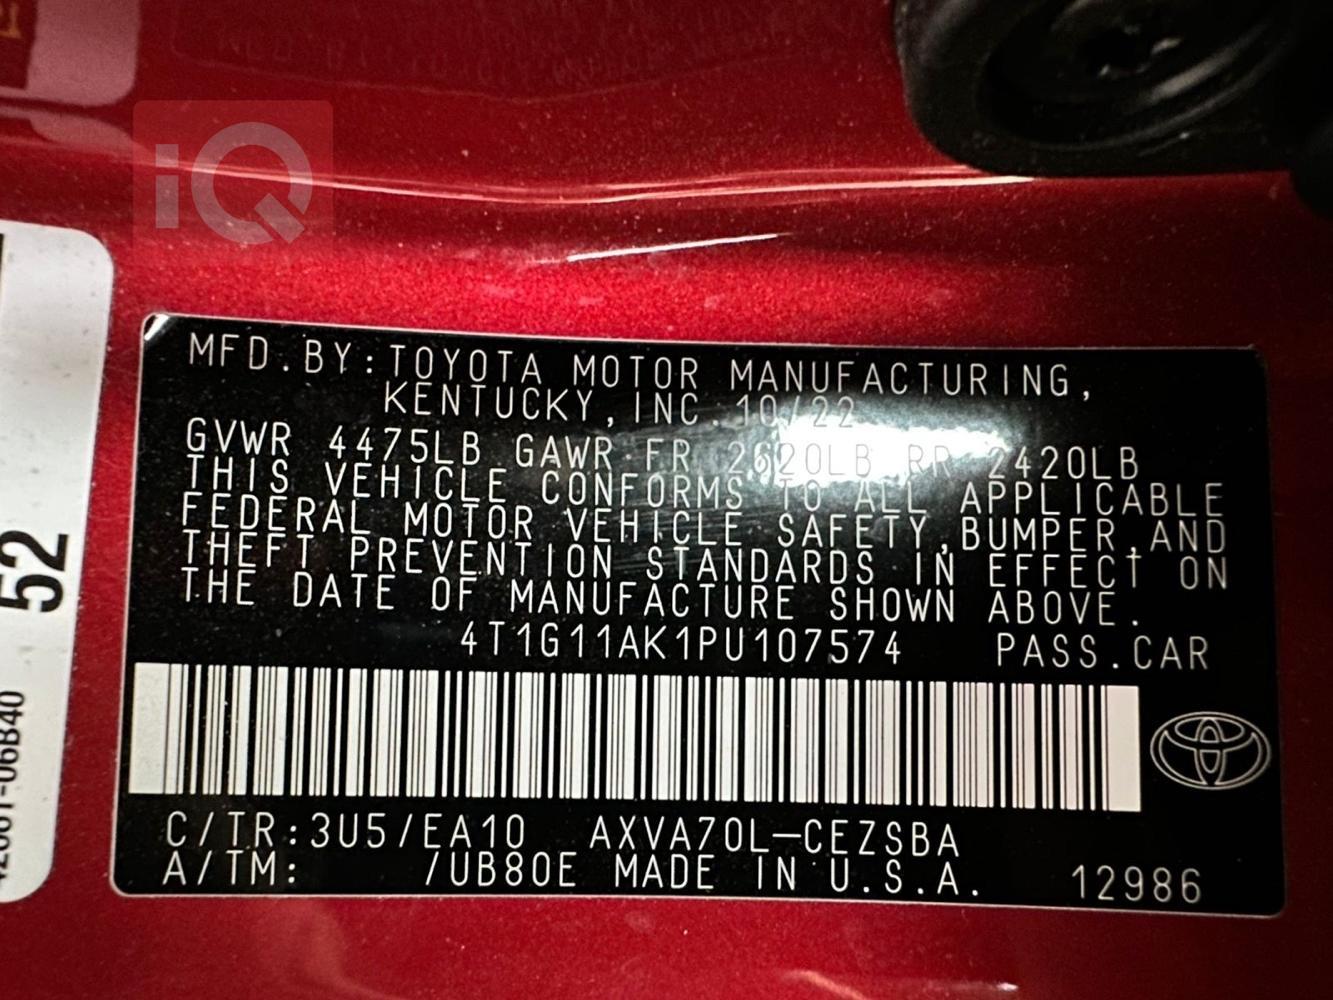 iQ
MFD.BY:TOYOTA MOTOR MANUFACTURING,
KENTUCKY, INC. 10/22
GVWR 4475LB GAWR FR 2620LB RR 2420LB
THIS VEHICLE CONFORMS TO ALL APPLICABLE
FEDERAL MOTOR VEHICLE SAFETY,BUMPER,AND
THEFT PREVENTION STANDARDS IN EFFECT ON
THE DATE OF MANUFACTURE SHOWN ABOVE.
4T1G11AK1PU107574 PASS.CAR
C/TR:3U5/EA10 AXVA70L-CEZSBA
A/TM: /UB80E MADE IN U.S.A. 12986
52